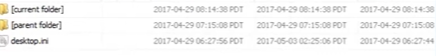 [current folder] 2017-04-29 08:14:38 PDT 2017-04-29 08:14:38 PDT 2017-04-29 08:14:38
[parent folder] 2017-04-29 07:15:08 PDT 2017-04-29 07:15:08 PDT 2017-04-29 07:15:08
desktop.ini 2017-04-29 06:27:56 PDT 2017-05-03 02:25:06 PDT 2017-04-29 06:27:44